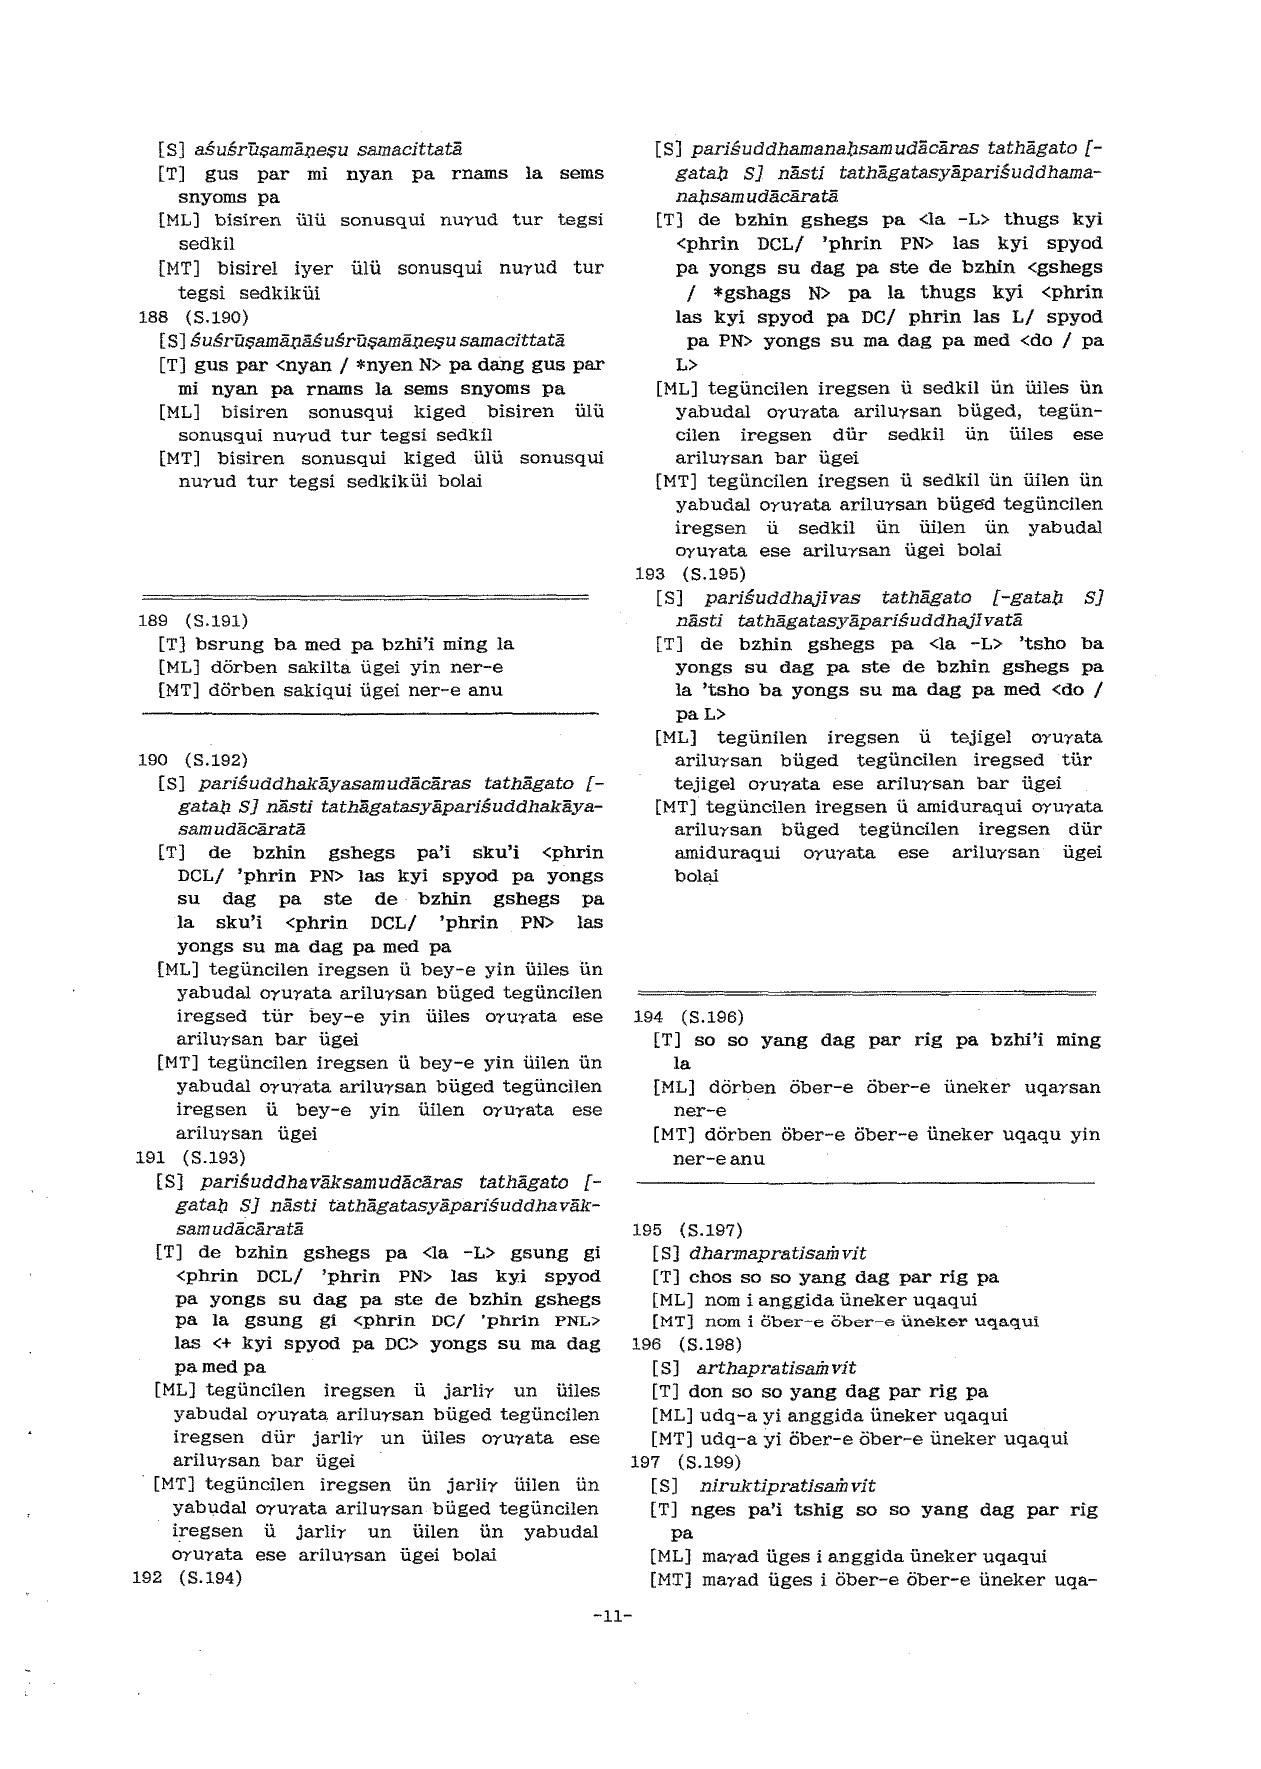 [S] aśuśrūṣamāṇeṣu samacittatā
[T] gus par mi nyan pa rnams la sems
snyoms pa
[ML] bisiren ülü sonusqui nuγud tur tegsi
sedkil
[MT] bisirel iyer ülü sonusqui nuγud tur
tegsi sedkiküi
188 (S.190)
[S] śuśrūṣamāṇāśuśrūṣamāṇeṣu samacittatā
[T] gus par <nyan / *nyen N> pa dang gus par
mi nyan pa rnams la sems snyoms pa
[ML] bisiren sonusqui kiged bisiren ülü
sonusqui nuγud tur tegsi sedkil
[MT] bisiren sonusqui kiged ülü sonusqui
nuγud tur tegsi sedkiküi bolai
189 (S.191)
[T] bsrung ba med pa bzhi'i ming la
[ML] dörben sakilta ügei yin ner-e
[MT] dörben sakiqui ügei ner-e anu
190 (S.192)
[S] pariśuddhakāyasamudācāras tathāgato [-
gataḥ S] nāsti tathāgatasyāpariśuddhakāya-
samudācāratā
[T] de bzhin gshegs pa'i sku'i <phrin
DCL/ 'phrin PN> las kyi spyod pa yongs
su dag pa ste de bzhin gshegs pa
la sku'i <phrin DCL/ 'phrin PN> las
yongs su ma dag pa med pa
[ML] tegüncilen iregsen ü bey-e yin üiles ün
yabudal oγuγata ariluγsan büged tegüncilen
iregsed tür bey-e yin üiles oγuγata ese
ariluγsan bar ügei
[MT] tegüncilen iregsen ü bey-e yin üilen ün
yabudal oγuγata ariluγsan büged tegüncilen
iregsen ü bey-e yin üilen oγuγata ese
ariluγsan ügei
191 (S.193)
[S] pariśuddhavāksamudācāras tathāgato [-
gataḥ S] nāsti tathāgatasyāpariśuddhavāk-
samudācāratā
[T] de bzhin gshegs pa <la -L> gsung gi
<phrin DCL/ 'phrin PN> las kyi spyod
pa yongs su dag pa ste de bzhin gshegs
pa la gsung gi <phrin DC/ 'phrin PNL>
las <+ kyi spyod pa DC> yongs su ma dag
pa med pa
[ML] tegüncilen iregsen ü jarliγ un üiles
yabudal oγuγata ariluγsan büged tegüncilen
iregsen dür jarliγ un üiles oγuγata ese
ariluγsan bar ügei
[MT] tegüncilen iregsen ün jarliγ üilen ün
yabudal oγuγata ariluγsan büged tegüncilen
iregsen ü jarliγ un üilen ün yabudal
oγuγata ese ariluγsan ügei bolai
192 (S.194)
[S] pariśuddhamanaḥsamudācāras tathāgato [-
gataḥ S] nāsti tathāgatasyāpariśuddhama-
naḥsamudācāratā
[T] de bzhin gshegs pa <la -L> thugs kyi
<phrin DCL/ 'phrin PN> las kyi spyod
pa yongs su dag pa ste de bzhin <gshegs
/ *gshags N> pa la thugs kyi <phrin
las kyi spyod pa DC/ phrin las L/ spyod
pa PN> yongs su ma dag pa med <do / pa
L>
[ML] tegüncilen iregsen ü sedkil ün üiles ün
yabudal oγuγata ariluγsan büged, tegün-
cilen iregsen dür sedkil ün üiles ese
ariluγsan bar ügei
[MT] tegüncilen iregsen ü sedkil ün üilen ün
yabudal oγuγata ariluγsan büged tegüncilen
iregsen ü sedkil ün üilen ün yabudal
oγuγata ese ariluγsan ügei bolai
193 (S.195)
[S] pariśuddhajīvas tathāgato [-gataḥ S]
nāsti tathāgatasyāpariśuddhajīvatā
[T] de bzhin gshegs pa <la -L> 'tsho ba
yongs su dag pa ste de bzhin gshegs pa
la 'tsho ba yongs su ma dag pa med <do /
pa L>
[ML] tegünilen iregsen ü tejigel oγuγata
ariluγsan büged tegüncilen iregsed tür
tejigel oγuγata ese ariluγsan bar ügei
[MT] tegüncilen iregsen ü amiduraqui oγuγata
ariluγsan büged tegüncilen iregsen dür
amiduraqui oγuγata ese ariluγsan ügei
bolai
194 (S.196)
[T] so so yang dag par rig pa bzhi'i ming
la
[ML] dörben öber-e öber-e üneker uqaγsan
ner-e
[MT] dörben öber-e öber-e üneker uqaqu yin
ner-e anu
195 (S.197)
[S] dharmapratisaṁvit
[T] chos so so yang dag par rig pa
[ML] nom i anggida üneker uqaqui
[MT] nom i öber-e öber-e üneker uqaqui
196 (S.198)
[S] arthapratisaṁvit
[T] don so so yang dag par rig pa
[ML] udq-a yi anggida üneker uqaqui
[MT] udq-a yi öber-e öber-e üneker uqaqui
197 (S.199)
[S] niruktipratisaṁvit
[T] nges pa'i tshig so so yang dag par rig
pa
[ML] maγad üges i anggida üneker uqaqui
[MT] maγad üges i öber-e öber-e üneker uqa-
-11-